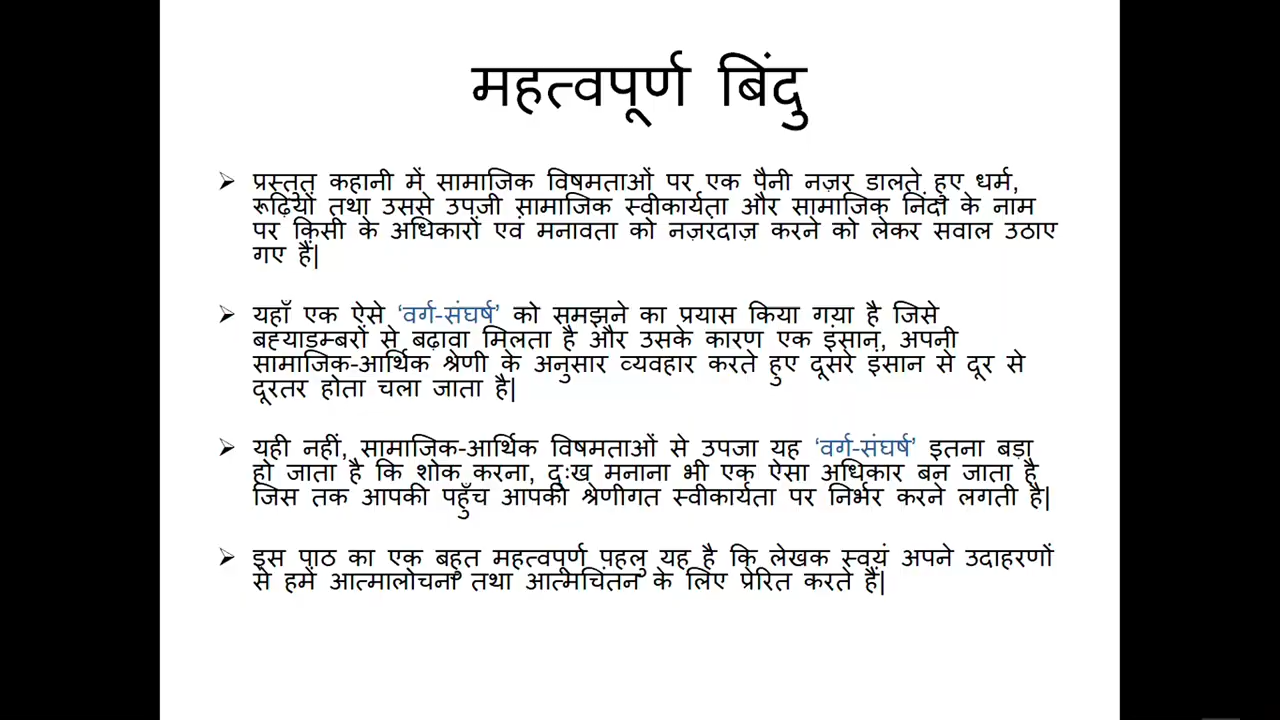 महत्वपूर्ण बिंदु
➢ प्रस्तुत कहानी में सामाजिक विषमताओं पर एक पैनी नज़र डालते हुए धर्म,
रूढ़ियों तथा उससे उपजी सामाजिक स्वीकार्यता और सामाजिक निंदा के नाम
पर किसी के अधिकारों एवं मनावता को नज़रंदाज़ करने को लेकर सवाल उठाए
गए हैं|
➢ यहाँ एक ऐसे ‘वर्ग-संघर्ष’ को समझने का प्रयास किया गया है जिसे
बह्याडम्बरों से बढ़ावा मिलता है और उसके कारण एक इंसान, अपनी
सामाजिक-आर्थिक श्रेणी के अनुसार व्यवहार करते हुए दूसरे इंसान से दूर से
दूरतर होता चला जाता है|
➢ यही नहीं, सामाजिक-आर्थिक विषमताओं से उपजा यह ‘वर्ग-संघर्ष’ इतना बड़ा
हो जाता है कि शोक करना, दुःख मनाना भी एक ऐसा अधिकार बन जाता है
जिस तक आपकी पहुँच आपकी श्रेणीगत स्वीकार्यता पर निर्भर करने लगती है|
➢ इस पाठ का एक बहुत महत्वपूर्ण पहलु यह है कि लेखक स्वयं अपने उदाहरणों
से हमें आत्मालोचना तथा आत्मचिंतन के लिए प्रेरित करते हैं|